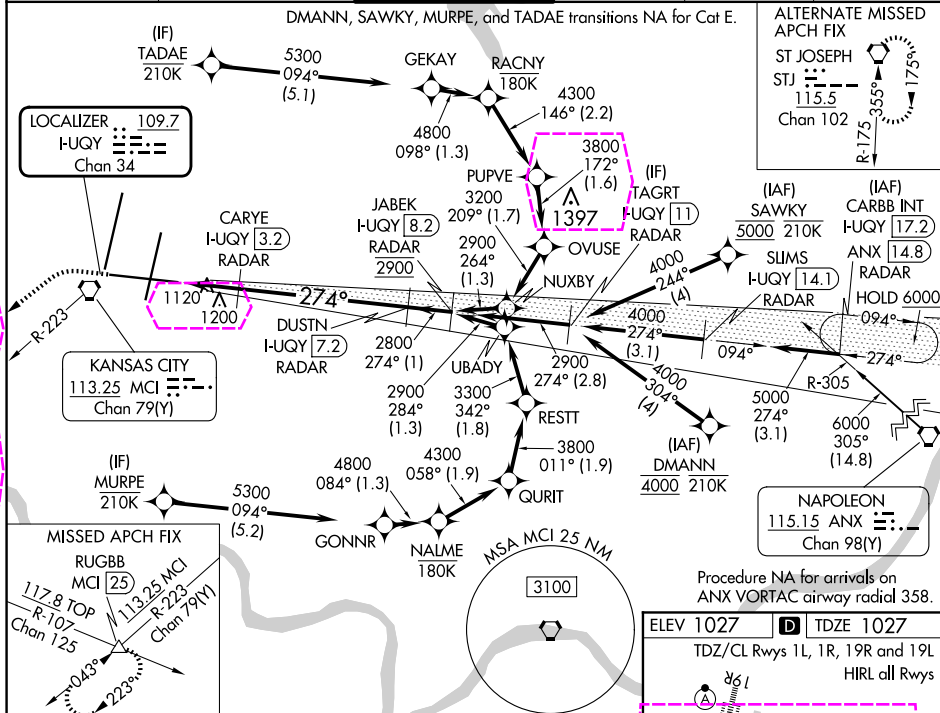 DMANN, SAWKY, MURPE, and TADAE transitions NA for Cat E.
ALTERNATE MISSED
APCH FIX
ST JOSEPH
STJ
115.5
Chan 102
R-175
355°
175°
(IF)
TADAE
210K
5300
094°
(5.1)
GEKAY
RACNY
180K
4800
098° (1.3)
4300
146° (2.2)
LOCALIZER 109.7
I-UQY
Chan 34
PUPVE
3800
172°
(1.6)
1397
3200
209° (1.7)
OVUSE
(IF)
TAGRT
I-UQY 11
RADAR
(IAF)
SAWKY
5000 210K
(IAF)
CARBB INT
I-UQY 17.2
ANX 14.8
RADAR
CARYE
I-UQY 3.2
RADAR
JABEK
I-UQY 8.2
RADAR
2900
2900
264°
(1.3)
NUXBY
4000
244°
(4)
SLIMS
I-UQY 14.1
RADAR
HOLD 6000
094°
274°
1120
1200
274°
4000
274°
(3.1)
094°
R-223
DUSTN
I-UQY 7.2
RADAR
2800
274° (1)
UBADY
2900
274° (2.8)
R-305
KANSAS CITY
113.25 MCI
Chan 79(Y)
2900
284°
(1.3)
3300
342°
(1.8)
RESTT
4000
304°
(4)
5000
274°
(3.1)
6000
305°
(14.8)
(IAF)
DMANN
4000 210K
3800
011° (1.9)
QURIT
(IF)
MURPE
210K
5300
094°
(5.2)
4800
084° (1.3)
4300
058° (1.9)
GONNR
NALME
180K
NAPOLEON
115.15 ANX
Chan 98(Y)
MISSED APCH FIX
RUGBB
MCI 25
117.8 TOP
R-107
Chan 125
113.25 MCI
R-223
Chan 79(Y)
043°
223°
MSA MCI 25 NM
3100
Procedure NA for arrivals on
ANX VORTAC airway radial 358.
ELEV 1027 D TDZE 1027
TDZ/CL Rwys 1L, 1R, 19R and 19L
HIRL all Rwys
19R
A